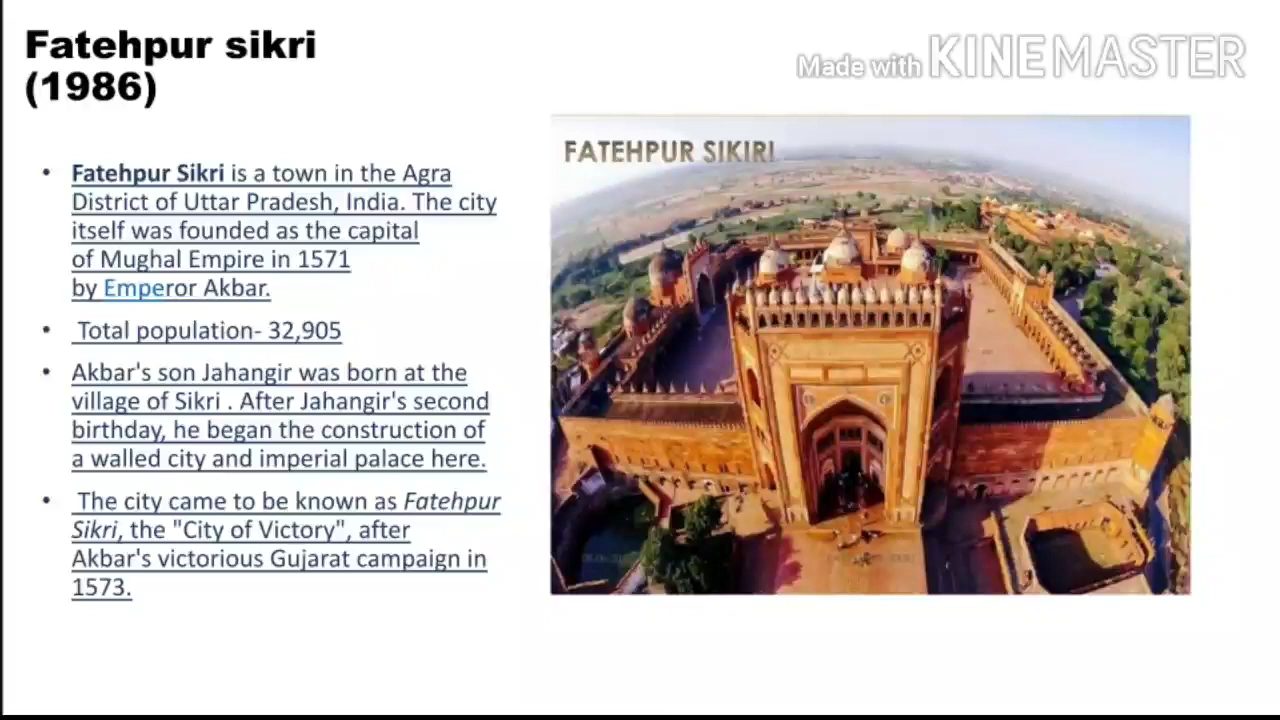 Fatehpur sikri
(1986)
Made with KINEMASTER
FATEHPUR SIKIRI
• Fatehpur Sikri is a town in the Agra
District of Uttar Pradesh, India. The city
itself was founded as the capital
of Mughal Empire in 1571
by Emperor Akbar.
• Total population- 32,905
• Akbar's son Jahangir was born at the
village of Sikri . After Jahangir's second
birthday, he began the construction of
a walled city and imperial palace here.
• The city came to be known as Fatehpur
Sikri, the "City of Victory", after
Akbar's victorious Gujarat campaign in
1573.